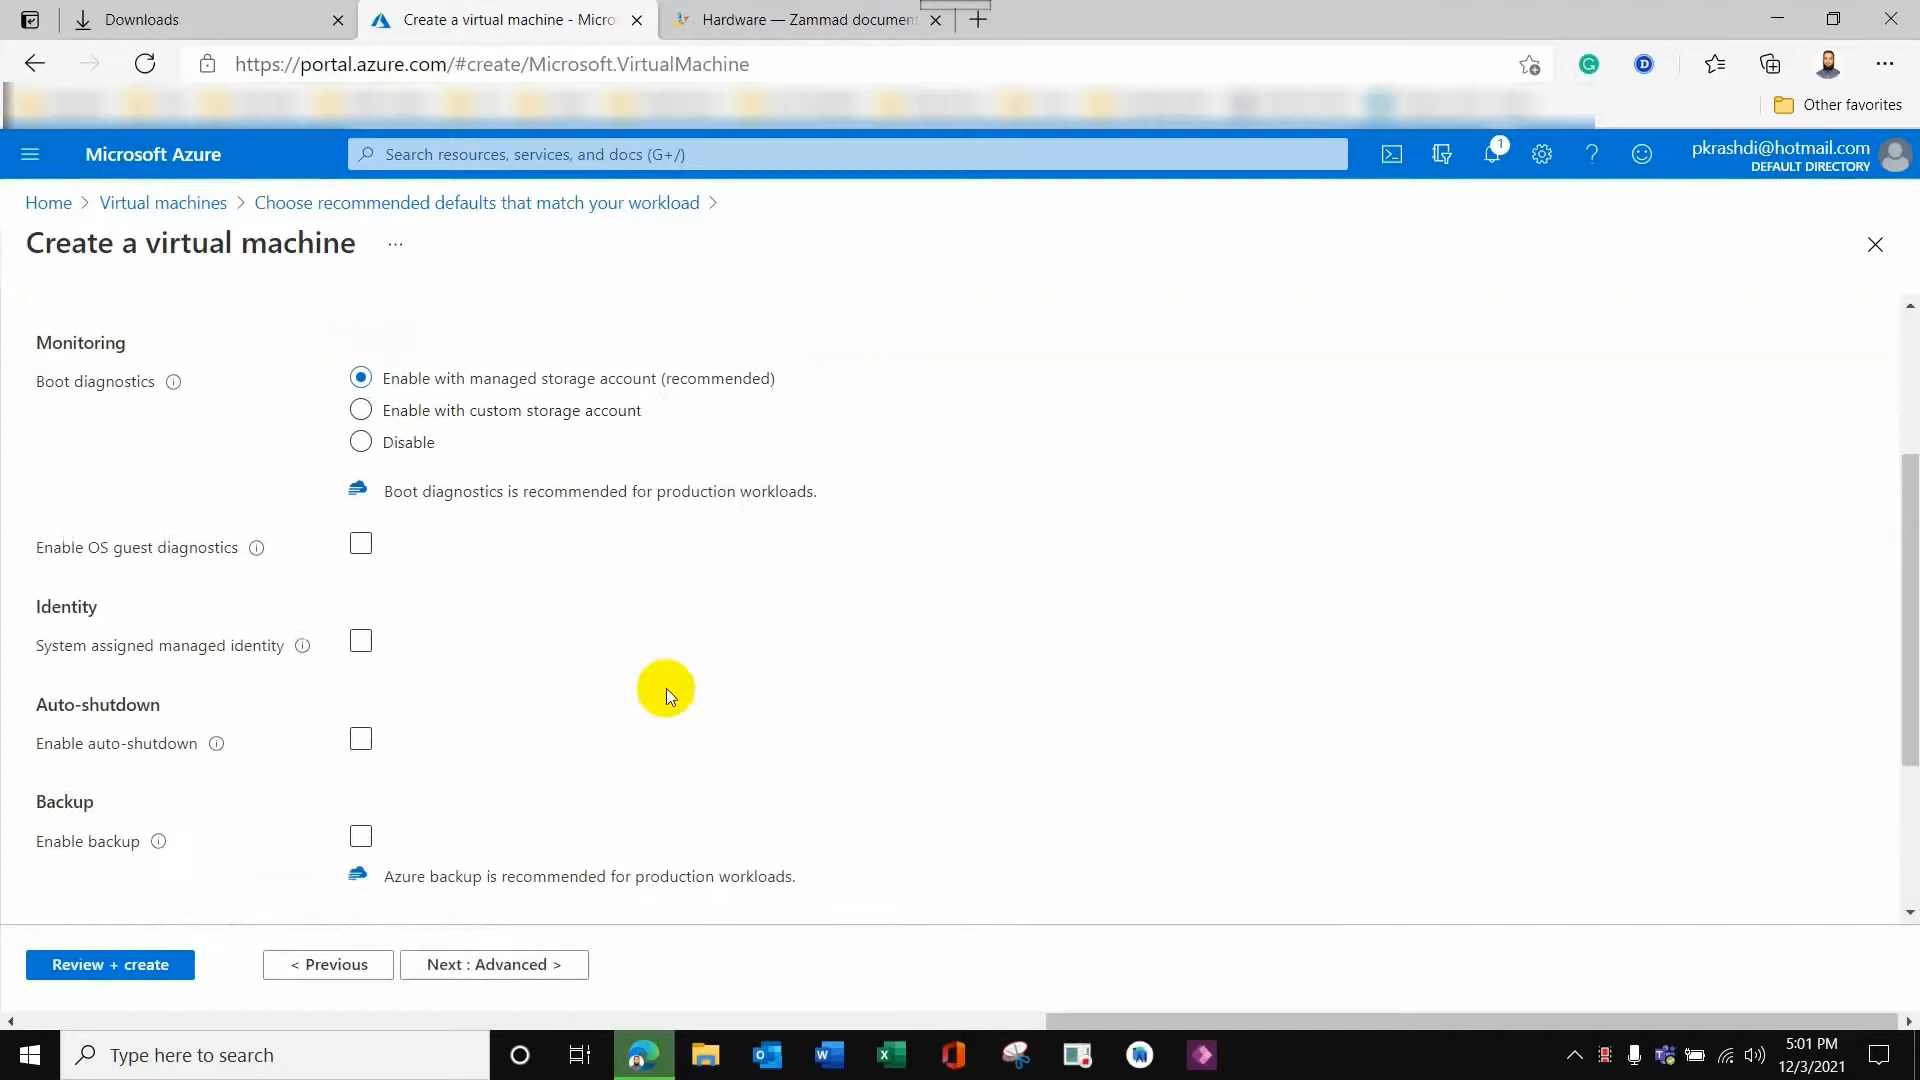 Downloads
Create a virtual machine - Micro
Hardware — Zammad document
https://portal.azure.com/#create/Microsoft.VirtualMachine
Other favorites
Microsoft Azure
Search resources, services, and docs (G+/)
1
pkrashdi@hotmail.com
DEFAULT DIRECTORY
Home > Virtual machines > Choose recommended defaults that match your workload >
Create a virtual machine ...
Monitoring
Boot diagnostics
Enable with managed storage account (recommended)
Enable with custom storage account
Disable
Boot diagnostics is recommended for production workloads.
Enable OS guest diagnostics
Identity
System assigned managed identity
Auto-shutdown
Enable auto-shutdown
Backup
Enable backup
Azure backup is recommended for production workloads.
Review + create
< Previous
Next : Advanced >
Type here to search
5:01 PM
12/3/2021